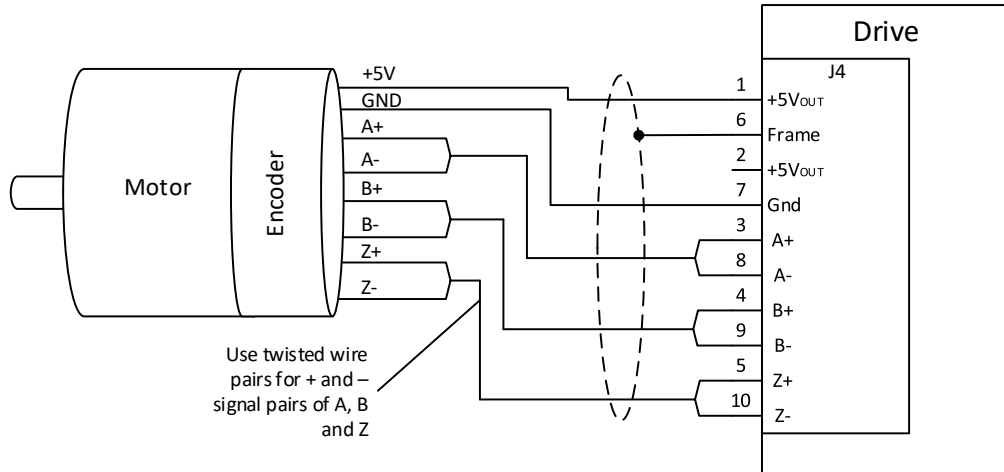 Drive
J4
+5V
GND
A+
A-
B+
B-
Z+
Z-
Motor
Encoder
1
+5VOUT
6
Frame
2
+5VOUT
7
Gnd
3
A+
8
A-
4
B+
9
B-
5
Z+
10
Z-
Use twisted wire
pairs for + and –
signal pairs of A, B
and Z